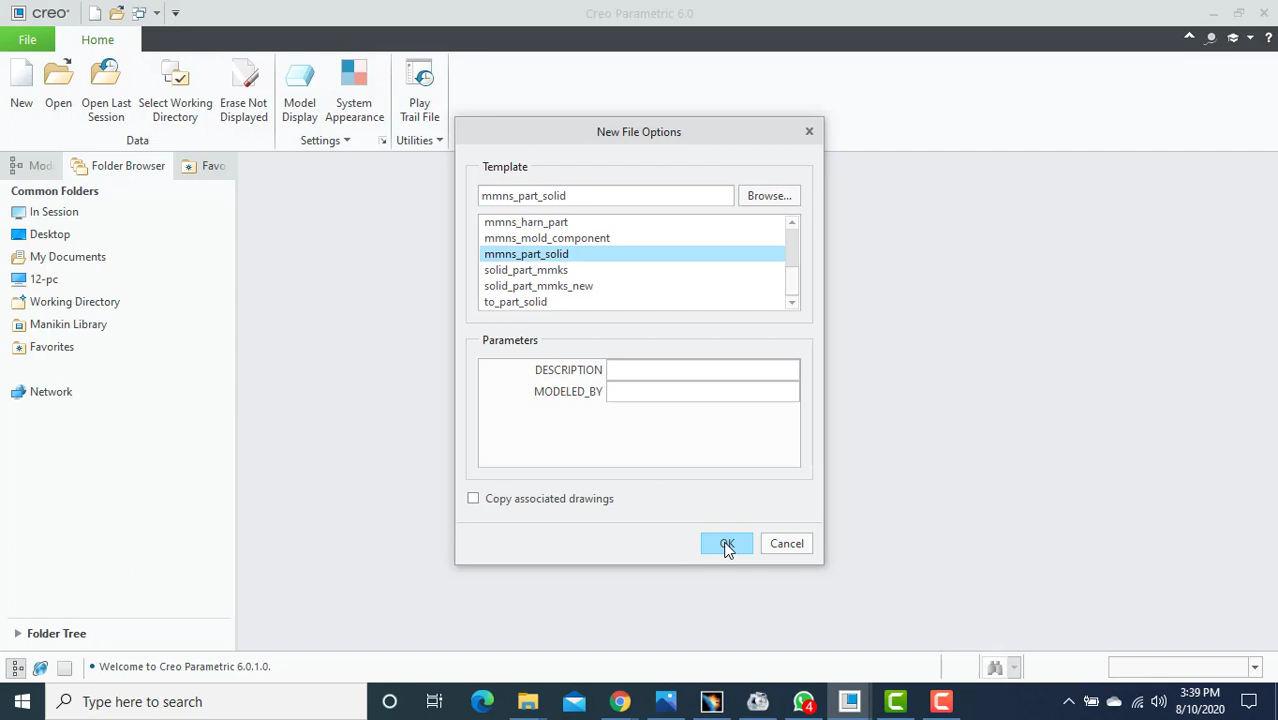 creo® Creo Parametric 6.0
File Home
New Open Open Last Session Select Working Directory Erase Not Displayed Model Display System Appearance Play Trail File
Data Settings Utilities
Mod Folder Browser Favo
Common Folders
In Session
Desktop
My Documents
12-pc
Working Directory
Manikin Library
Favorites
Network
Folder Tree
New File Options
Template
mmns_part_solid Browse...
mmns_harn_part
mmns_mold_component
mmns_part_solid
solid_part_mmks
solid_part_mmks_new
to_part_solid
Parameters
DESCRIPTION
MODELED_BY
Copy associated drawings
OK Cancel
• Welcome to Creo Parametric 6.0.1.0.
Type here to search
4
3:39 PM
8/10/2020